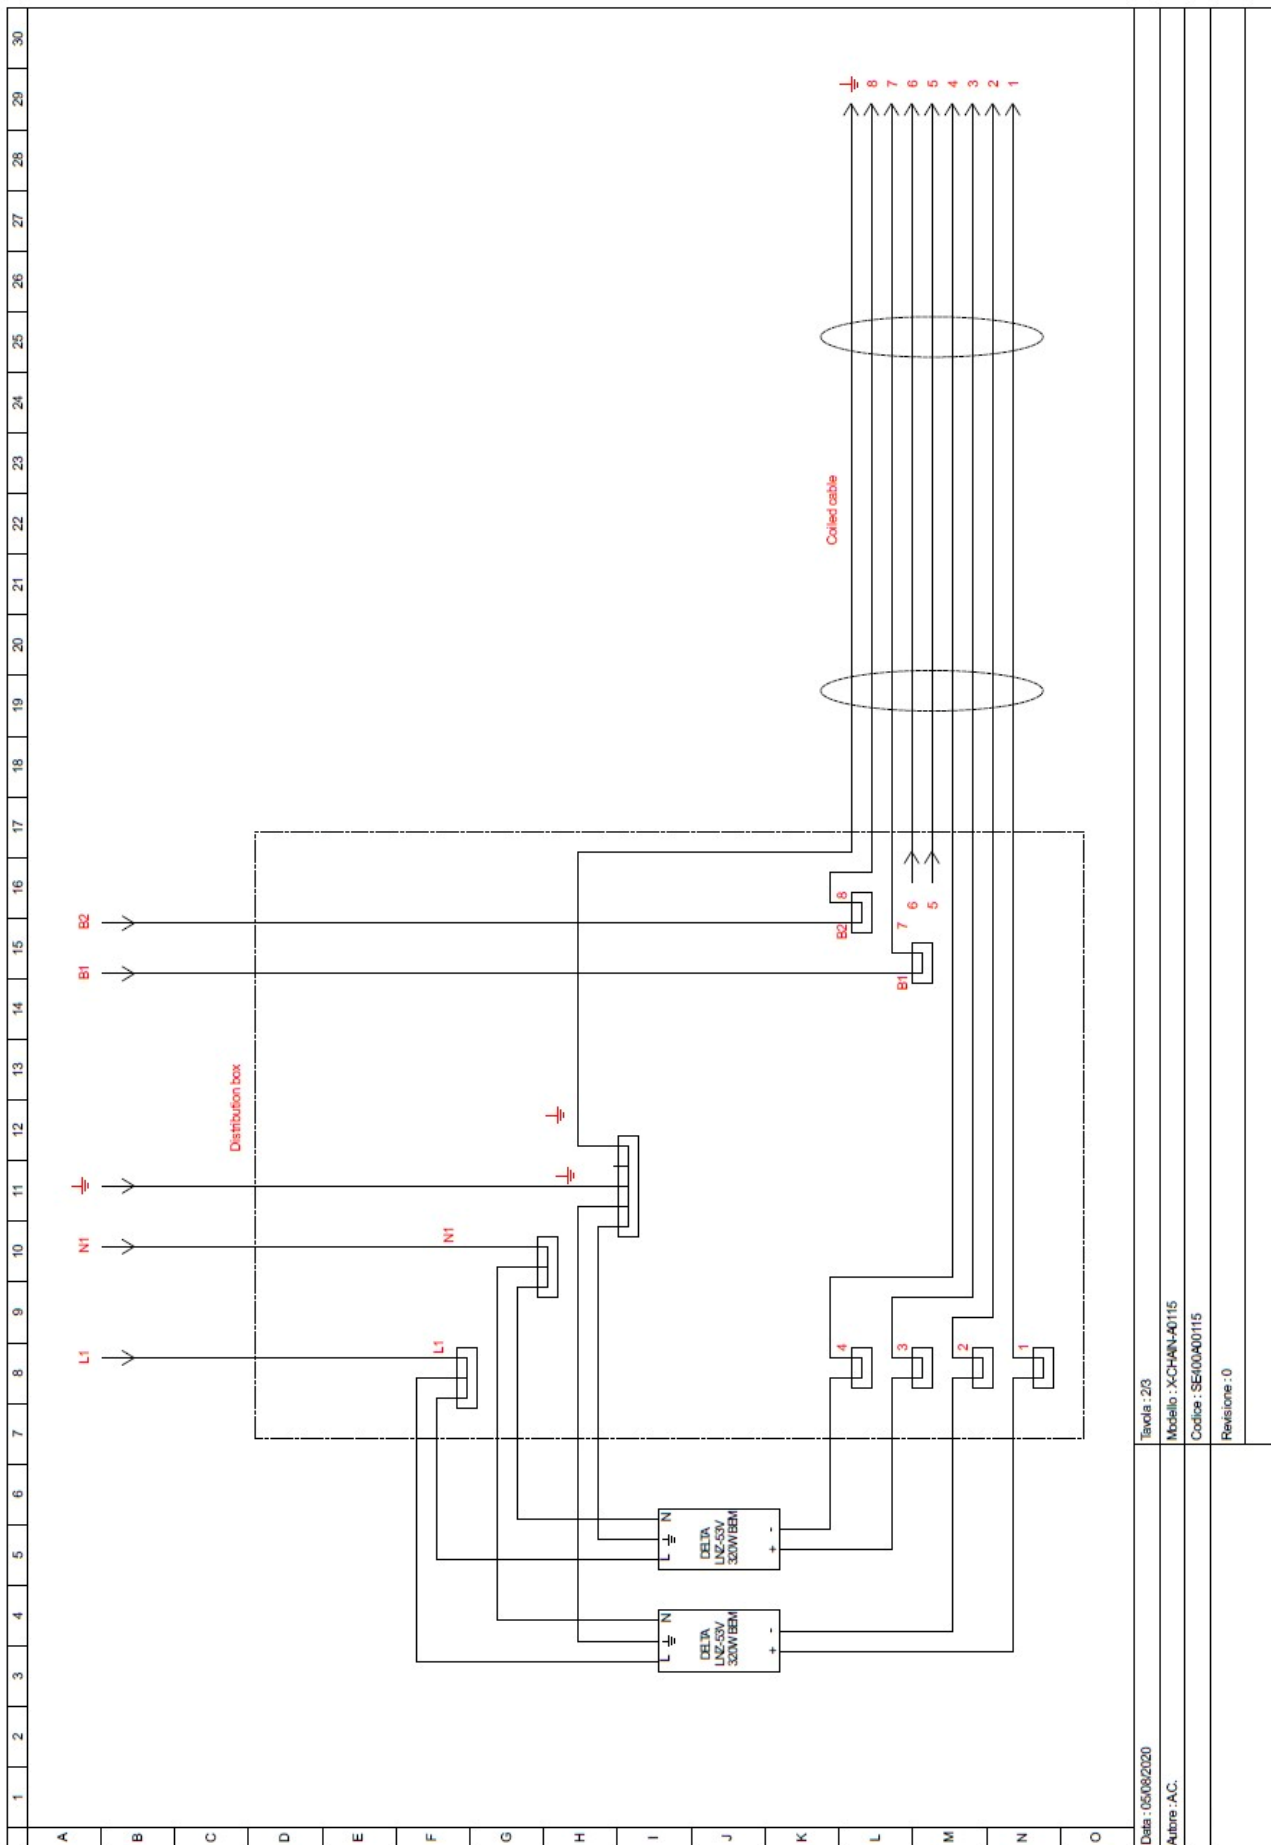 1 2 3 4 5 6 7 8 9 10 11 12 13 14 15 16 17 18 19 20 21 22 23 24 25 26 27 28 29 30
A
B
C
D
E
F
G
H
I
J
K
L
M
N
O
L1
N1
B1
B2
Distribution box
L1
N1
L N
DELTA
LNZ-53V
320W BEM
+ -
L N
DELTA
LNZ-53V
320W BEM
+ -
4
3
2
1
B2 8
B1 7
6
5
Coiled cable
8
7
6
5
4
3
2
1
Data : 05/08/2020
Autore : A.C.
Tavola : 2/3
Modello : X-CHAIN-A0115
Codice : SE400A00115
Revisione : 0